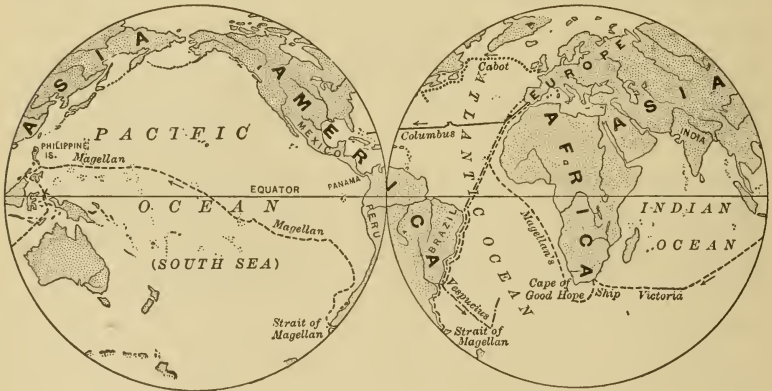 ASIA
AMERICA
PACIFIC
MEXICO
PHILIPPINE
IS.
Magellan
EQUATOR
PANAMA
OCEAN
PERU
Magellan
(SOUTH SEA)
Strait of
Magellan
Cabot
EUROPE
ASIA
ATLANTIC OCEAN
Columbus
AFRICA
INDIA
BRAZIL
INDIAN
OCEAN
Magellan's
Cape of
Good Hope
Ship
Victoria
Vespucius
Strait of
Magellan